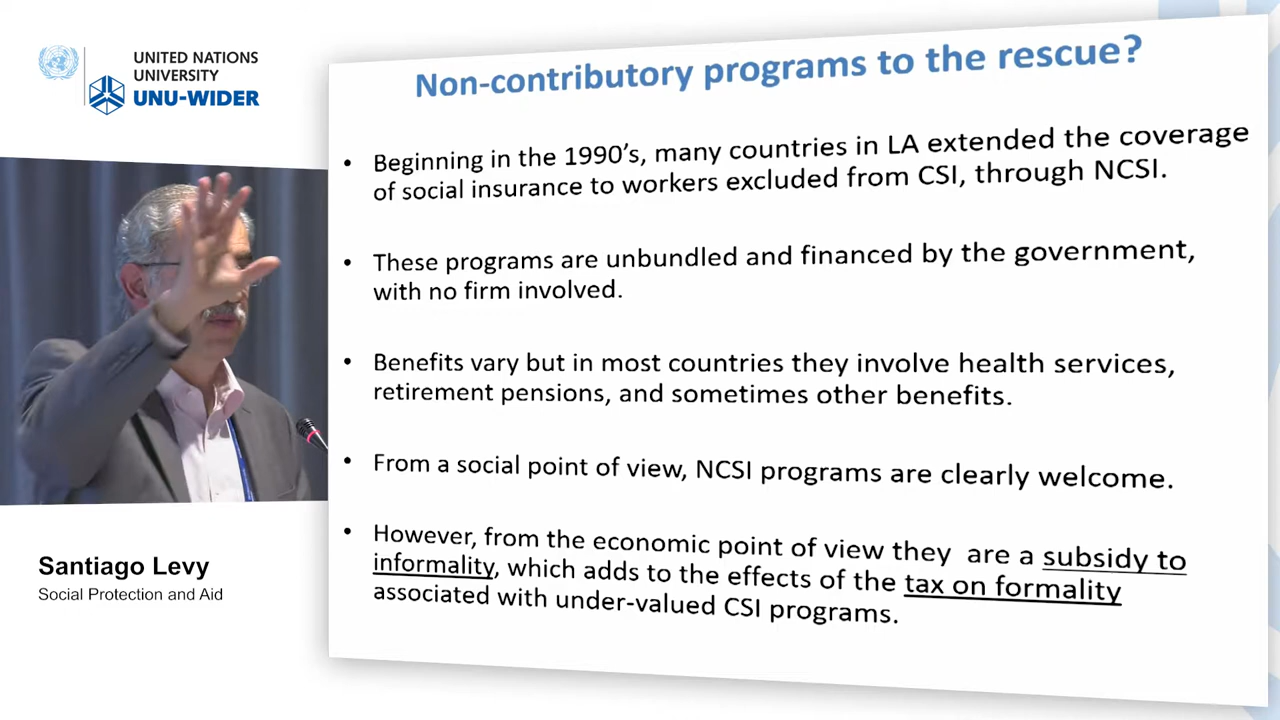 UNITED NATIONS
UNIVERSITY
UNU-WIDER
Santiago Levy
Social Protection and Aid
Non-contributory programs to the rescue?
• Beginning in the 1990's, many countries in LA extended the coverage
of social insurance to workers excluded from CSI, through NCSI.
• These programs are unbundled and financed by the government,
with no firm involved.
• Benefits vary but in most countries they involve health services,
retirement pensions, and sometimes other benefits.
• From a social point of view, NCSI programs are clearly welcome.
• However, from the economic point of view they are a subsidy to
informality, which adds to the effects of the tax on formality
associated with under-valued CSI programs.